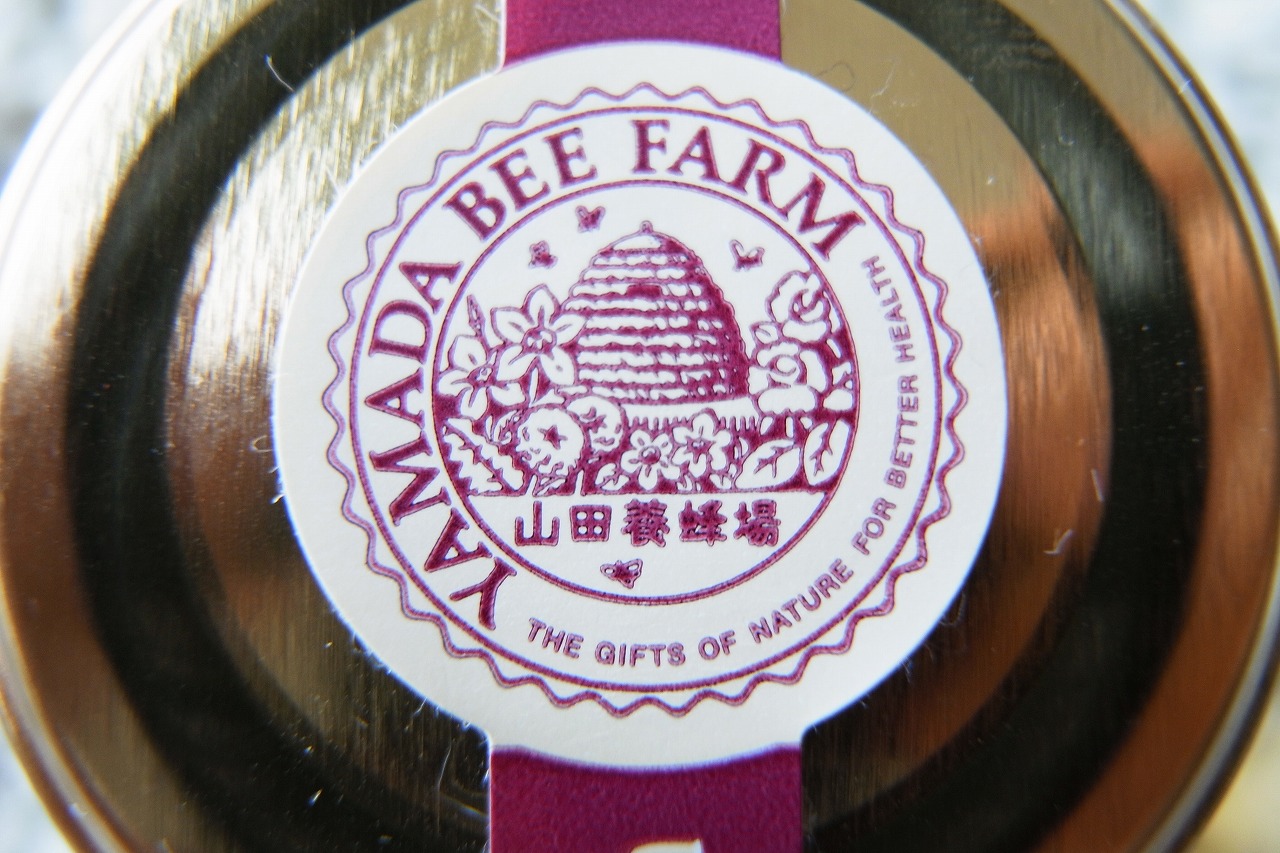 YAMADA BEE FARM
山田養蜂場
THE GIFTS OF NATURE FOR BETTER HEALTH